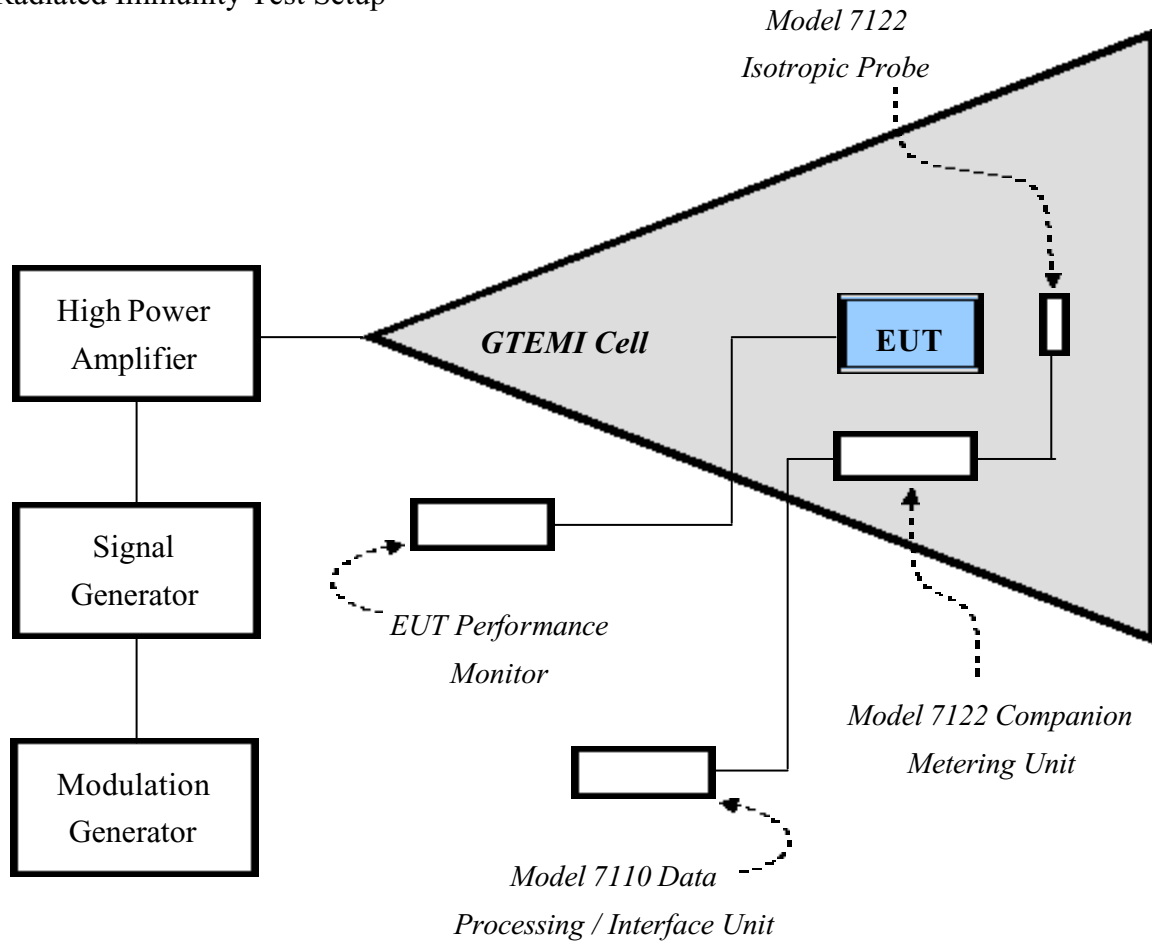 Radiated Immunity Test Setup
Model 7122
Isotropic Probe
High Power
Amplifier
GTEMI Cell
EUT
Signal
Generator
EUT Performance
Monitor
Model 7122 Companion
Metering Unit
Modulation
Generator
Model 7110 Data
Processing / Interface Unit